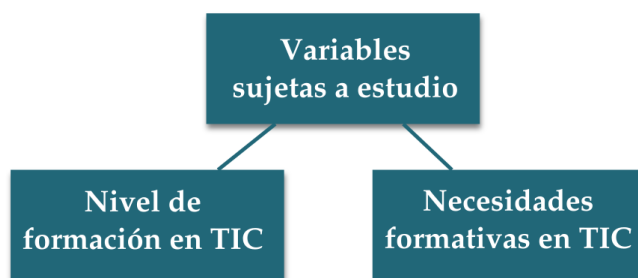 Variables
sujetas a estudio
Nivel de
formación en TIC
Necesidades
formativas en TIC